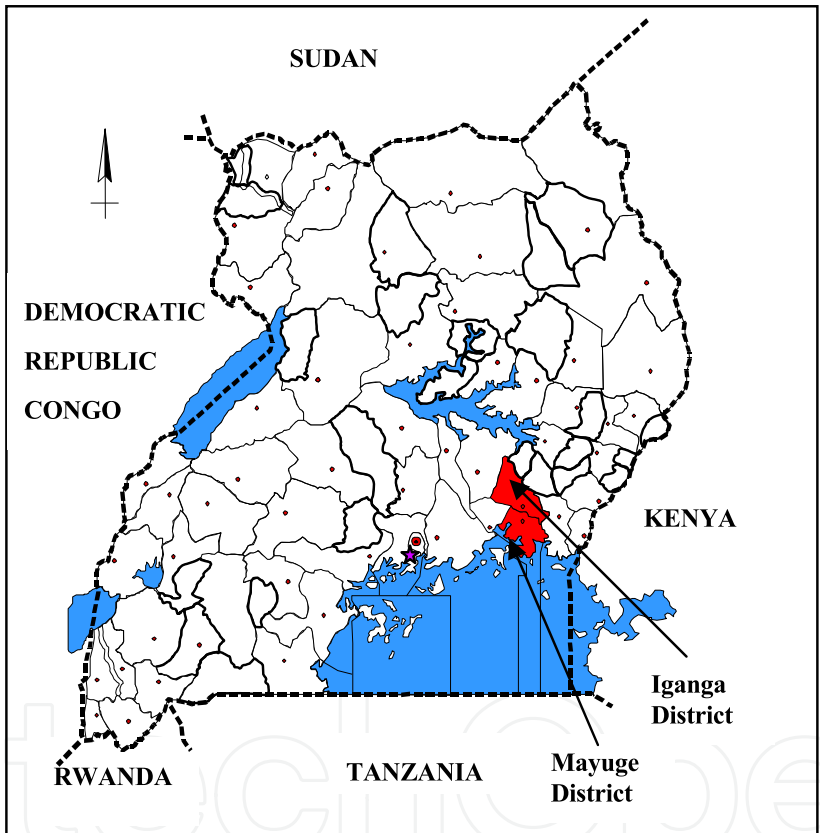 SUDAN
DEMOCRATIC
REPUBLIC
CONGO
KENYA
Iganga
District
Mayuge
District
RWANDA
TANZANIA